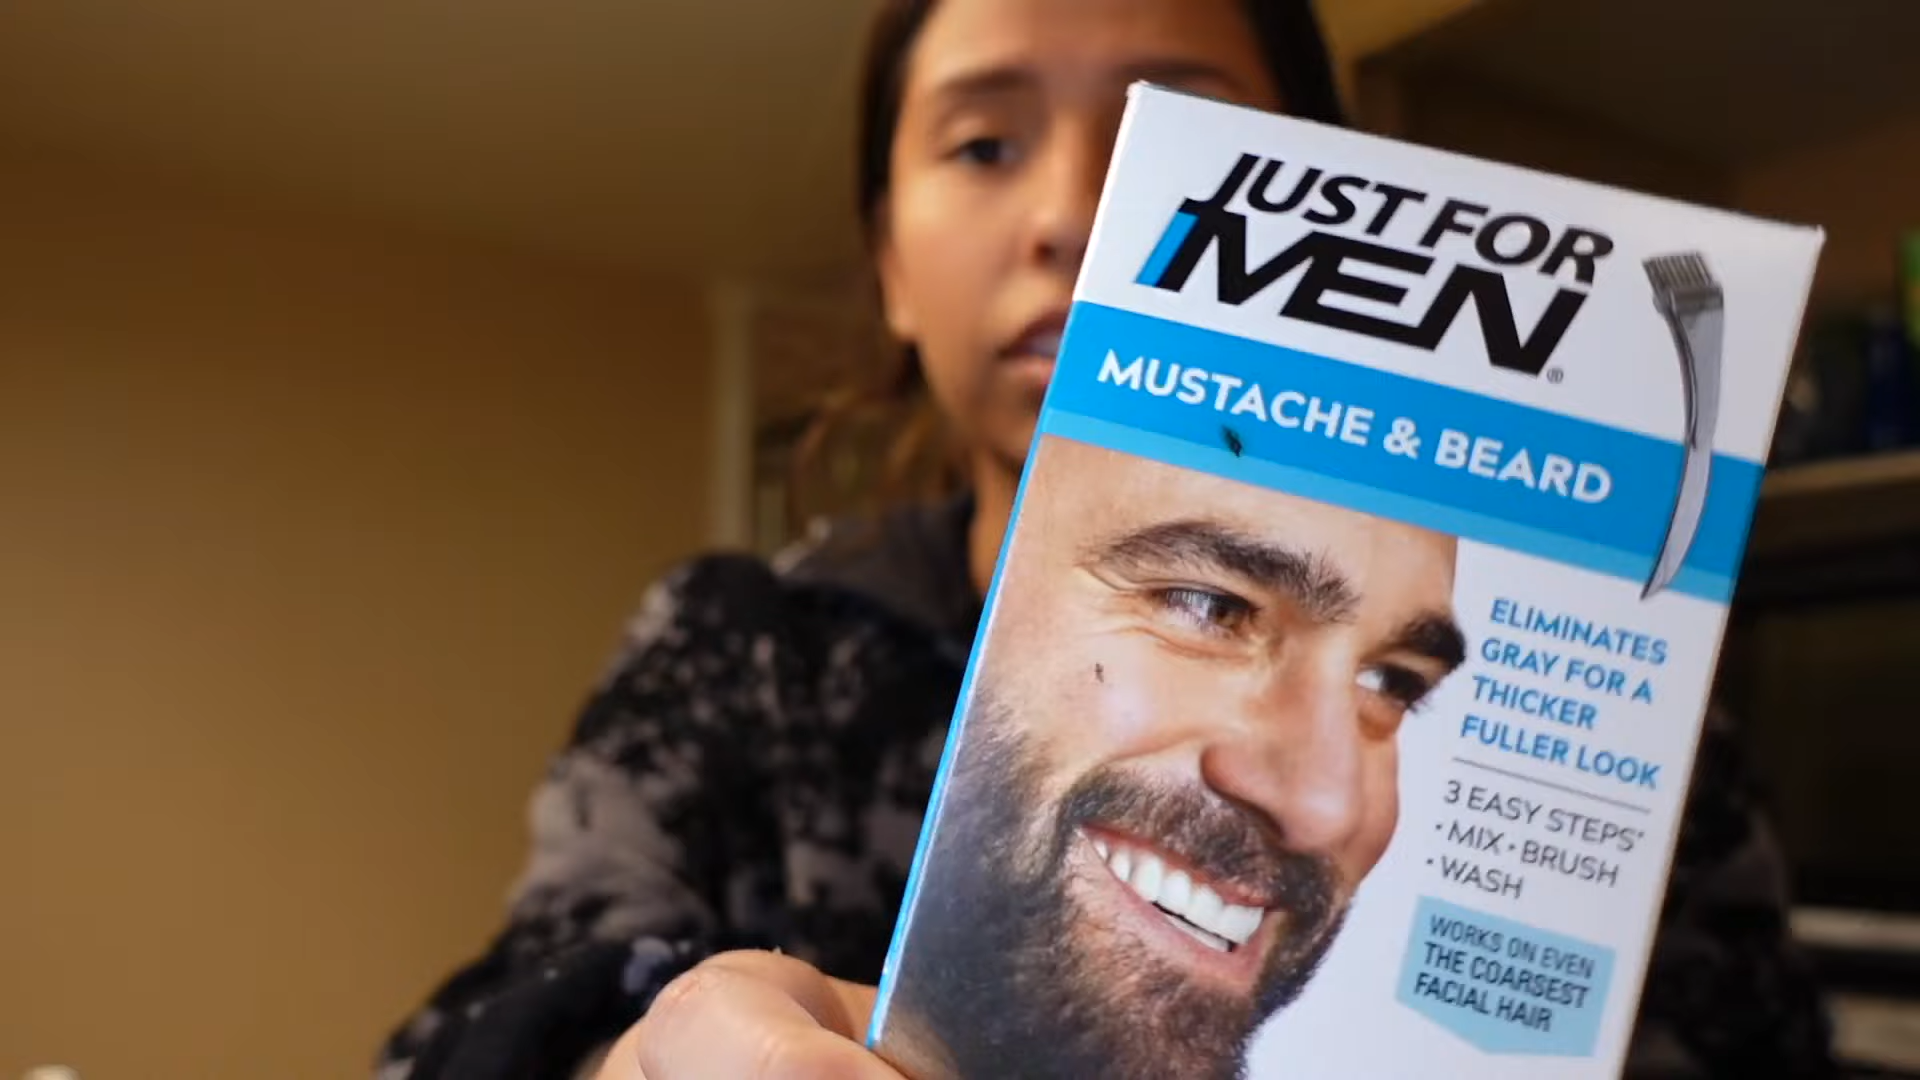 JUST FOR
MEN®
MUSTACHE & BEARD
ELIMINATES
GRAY FOR A
THICKER
FULLER LOOK
3 EASY STEPS*
• MIX • BRUSH
• WASH
WORKS ON EVEN
THE COARSEST
FACIAL HAIR